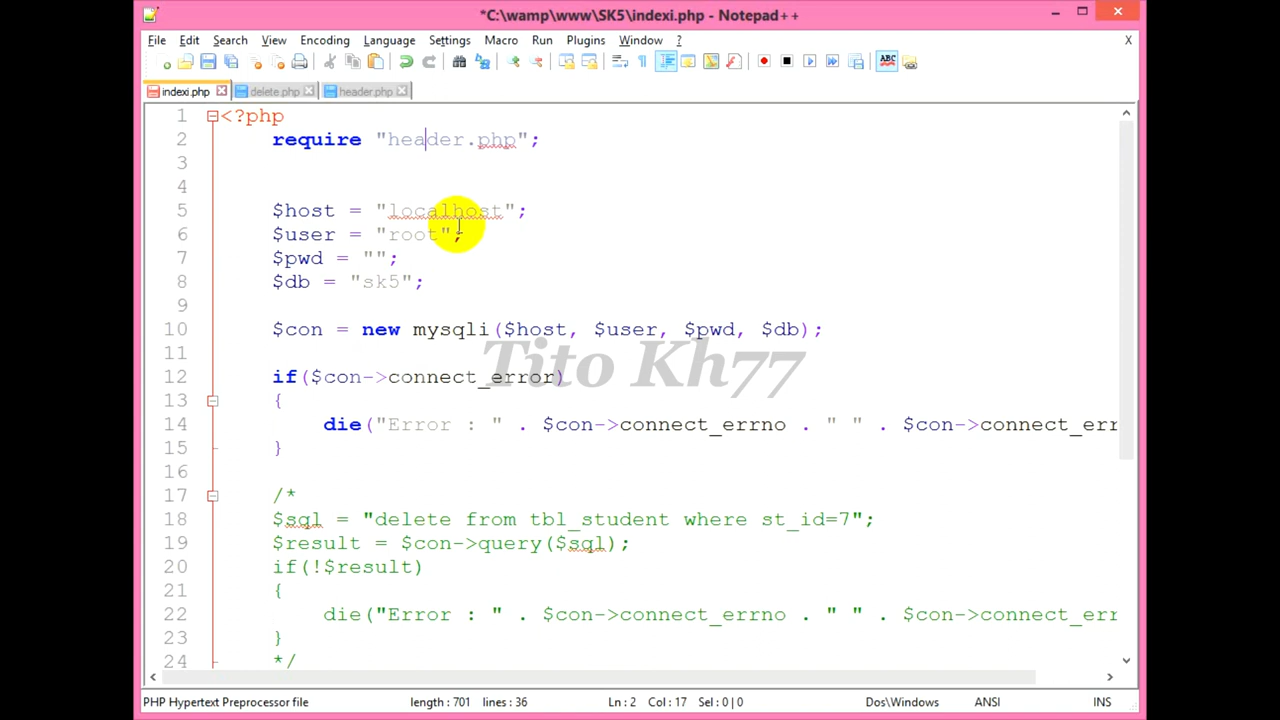 *C:\wamp\www\SK5\indexi.php - Notepad++
File Edit Search View Encoding Language Settings Macro Run Plugins Window ? X
ABC
indexi.php delete.php header.php
1 <?php
2 require "header.php";
3
4
5 $host = "localhost";
6 $user = "root";
7 $pwd = "";
8 $db = "sk5";
9
10 $con = new mysqli($host, $user, $pwd, $db);
11
Tito Kh77
12 if($con->connect_error)
13 {
14 die("Error : " . $con->connect_errno . " " . $con->connect_err
15 }
16
17 /*
18 $sql = "delete from tbl_student where st_id=7";
19 $result = $con->query($sql);
20 if(!$result)
21 {
22 die("Error : " . $con->connect_errno . " " . $con->connect_err
23 }
24 */
PHP Hypertext Preprocessor file length : 701 lines : 36 Ln : 2 Col : 17 Sel : 0 | 0 Dos\Windows ANSI INS